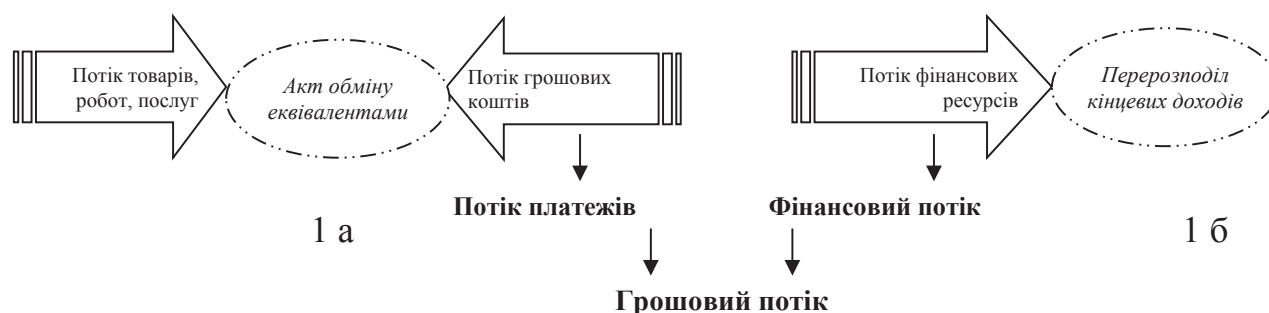 Потік товарів,
робот, послуг
Акт обміну
еквівалентами
Потік грошових
коштів
Потік фінансових
ресурсів
Перерозподіл
кінцевих доходів
Потік платежів
Фінансовий потік
1 а
1 б
Грошовий потік